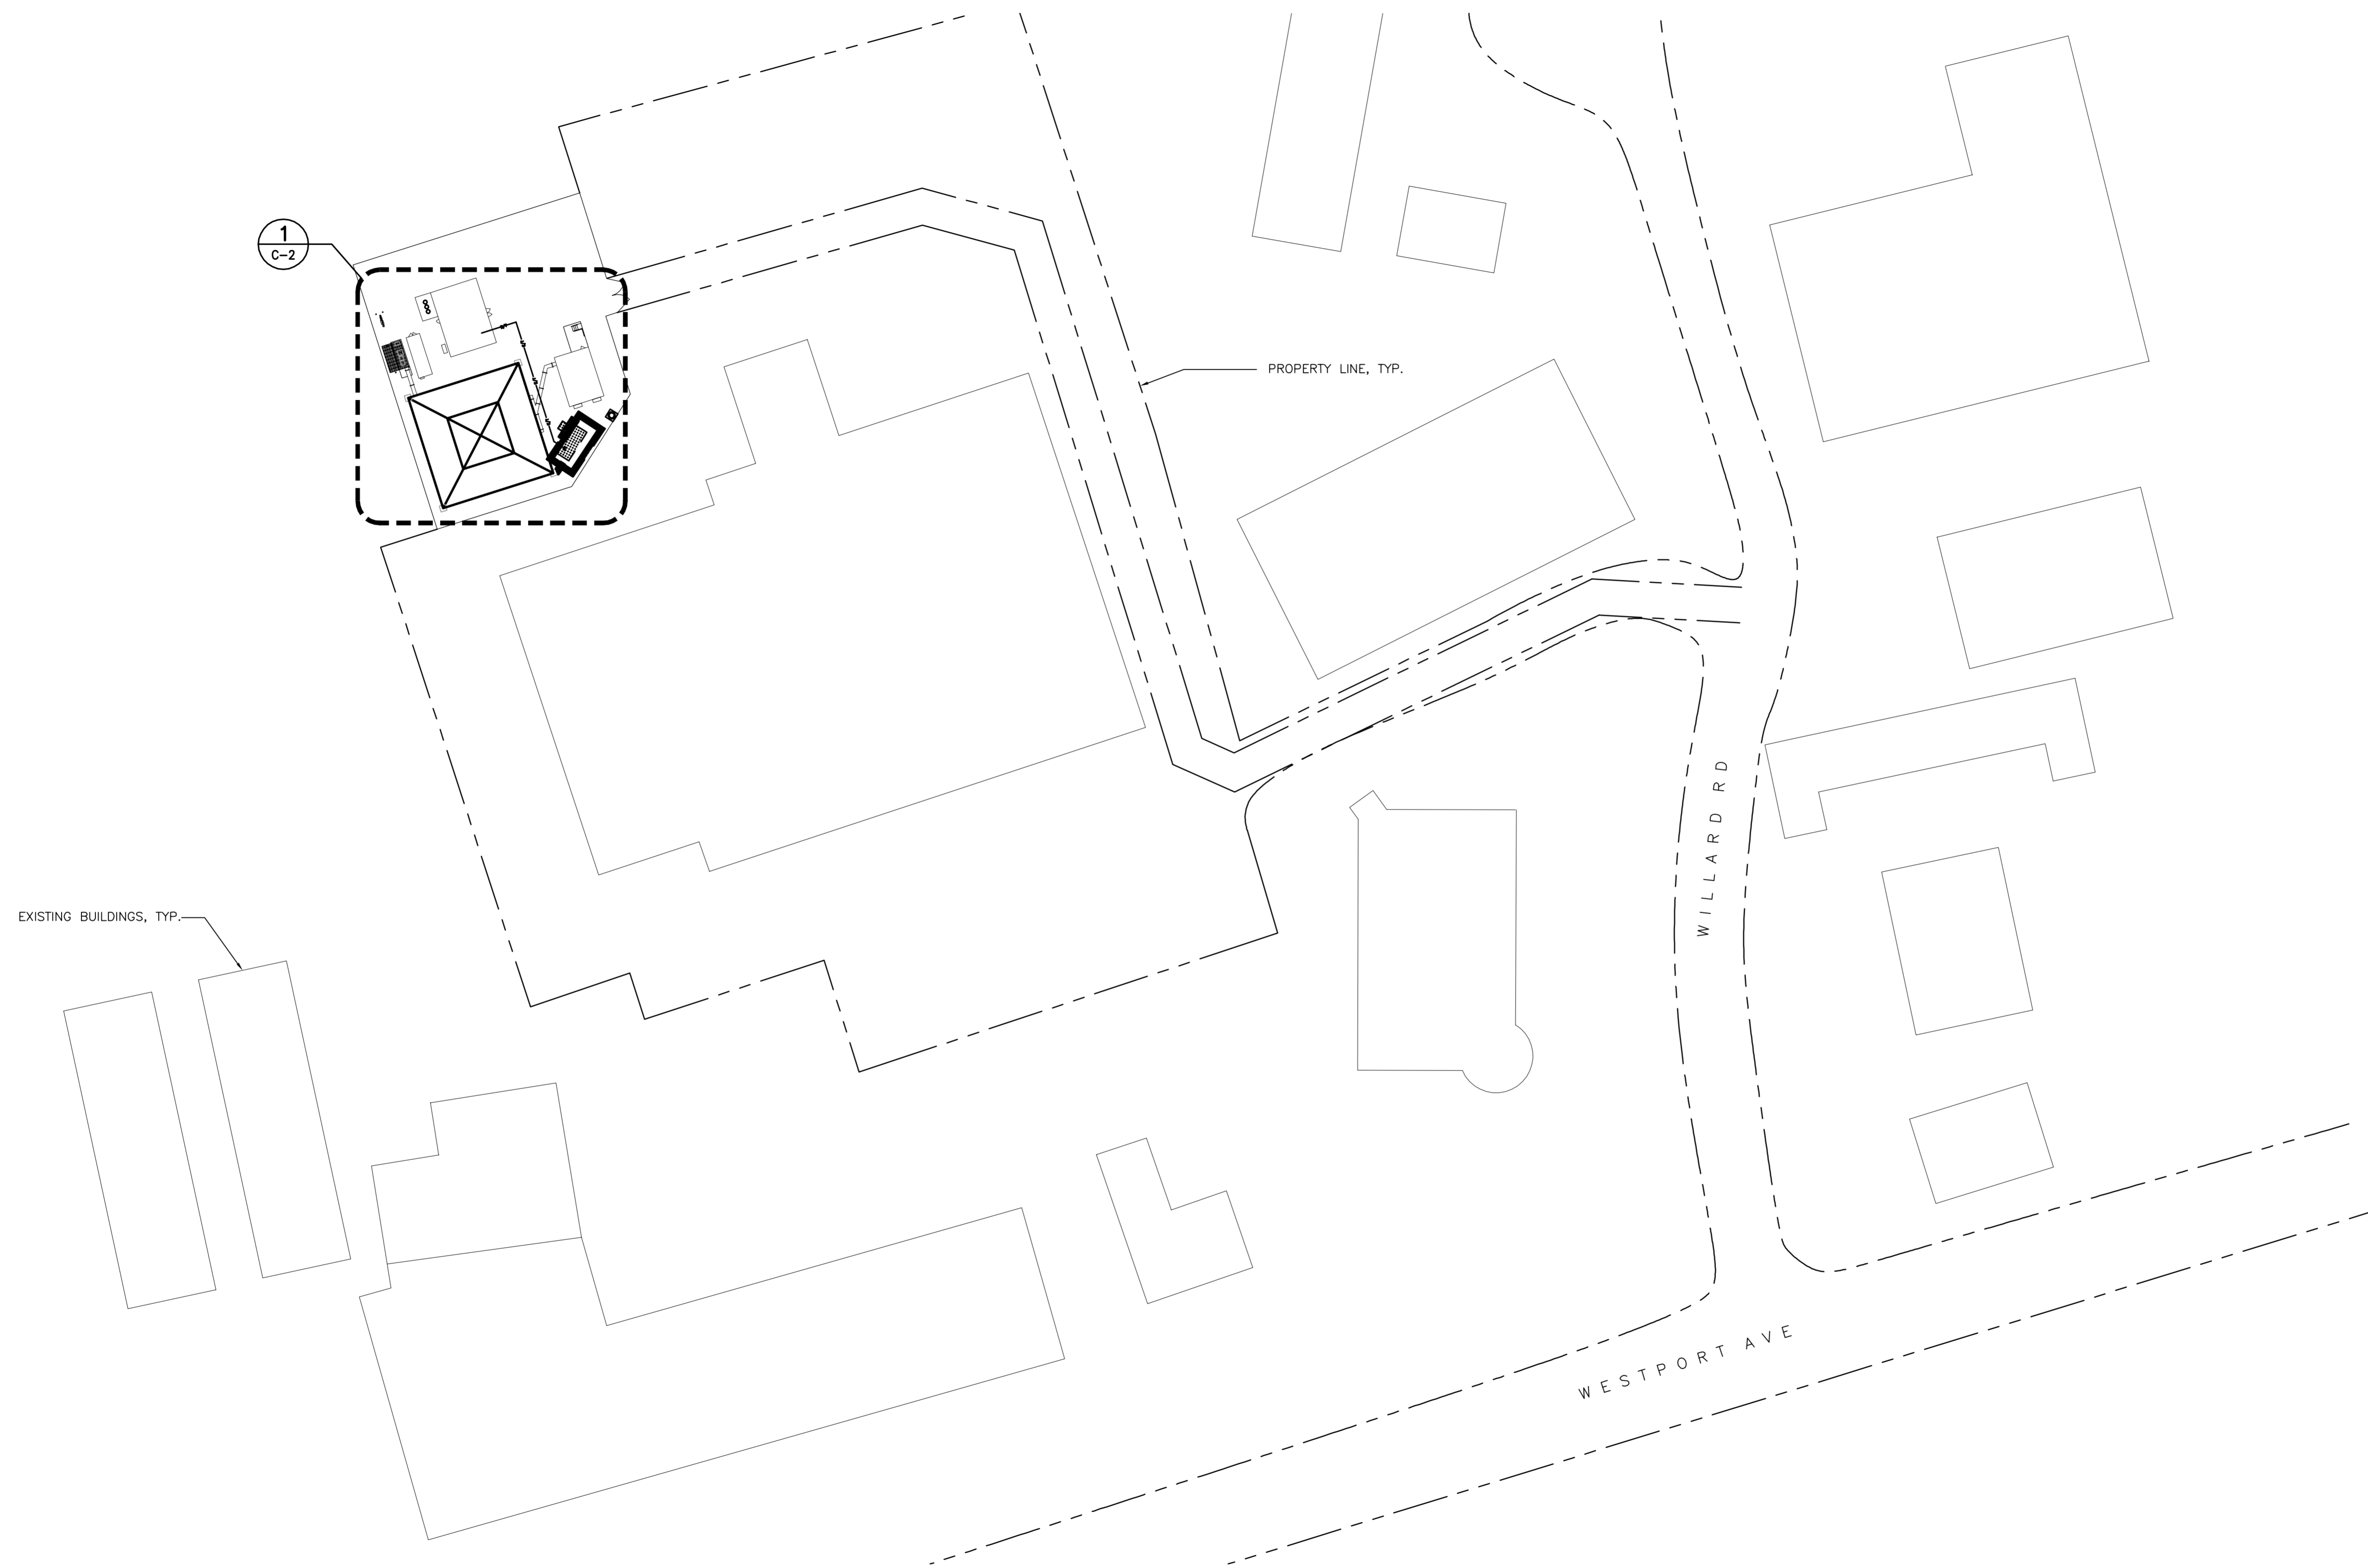 1
C-2
PROPERTY LINE, TYP.
EXISTING BUILDINGS, TYP.
WILLARD RD
WESTPORT AVE